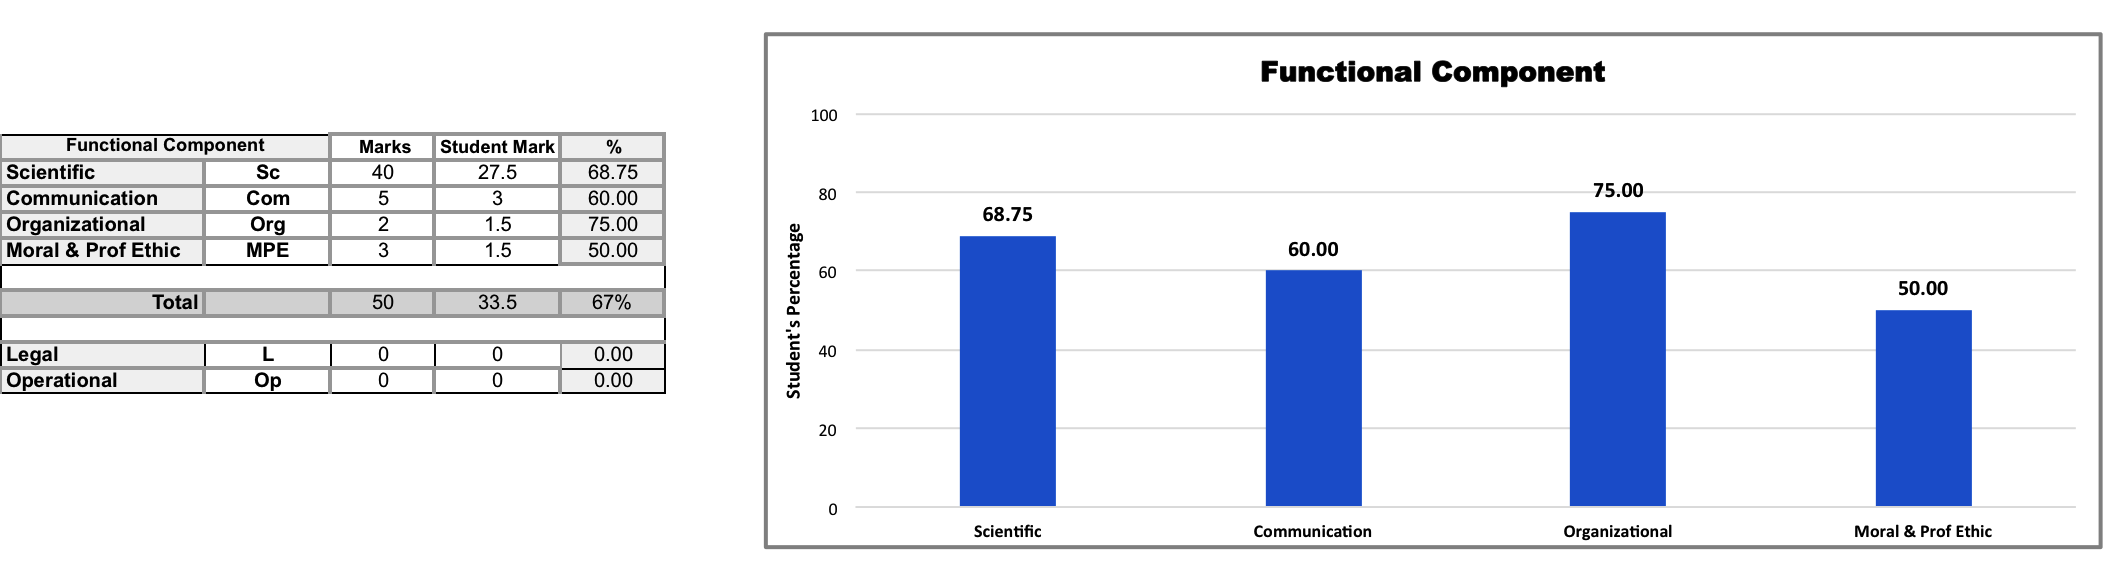 Functional Component Marks Student Mark %
Scientific Sc 40 27.5 68.75
Communication Com 5 3 60.00
Organizational Org 2 1.5 75.00
Moral & Prof Ethic MPE 3 1.5 50.00
Total 50 33.5 67%
Legal L 0 0 0.00
Operational Op 0 0 0.00
Functional Component
Student's Percentage
100
80
60
40
20
0
68.75
60.00
75.00
50.00
Scientific Communication Organizational Moral & Prof Ethic